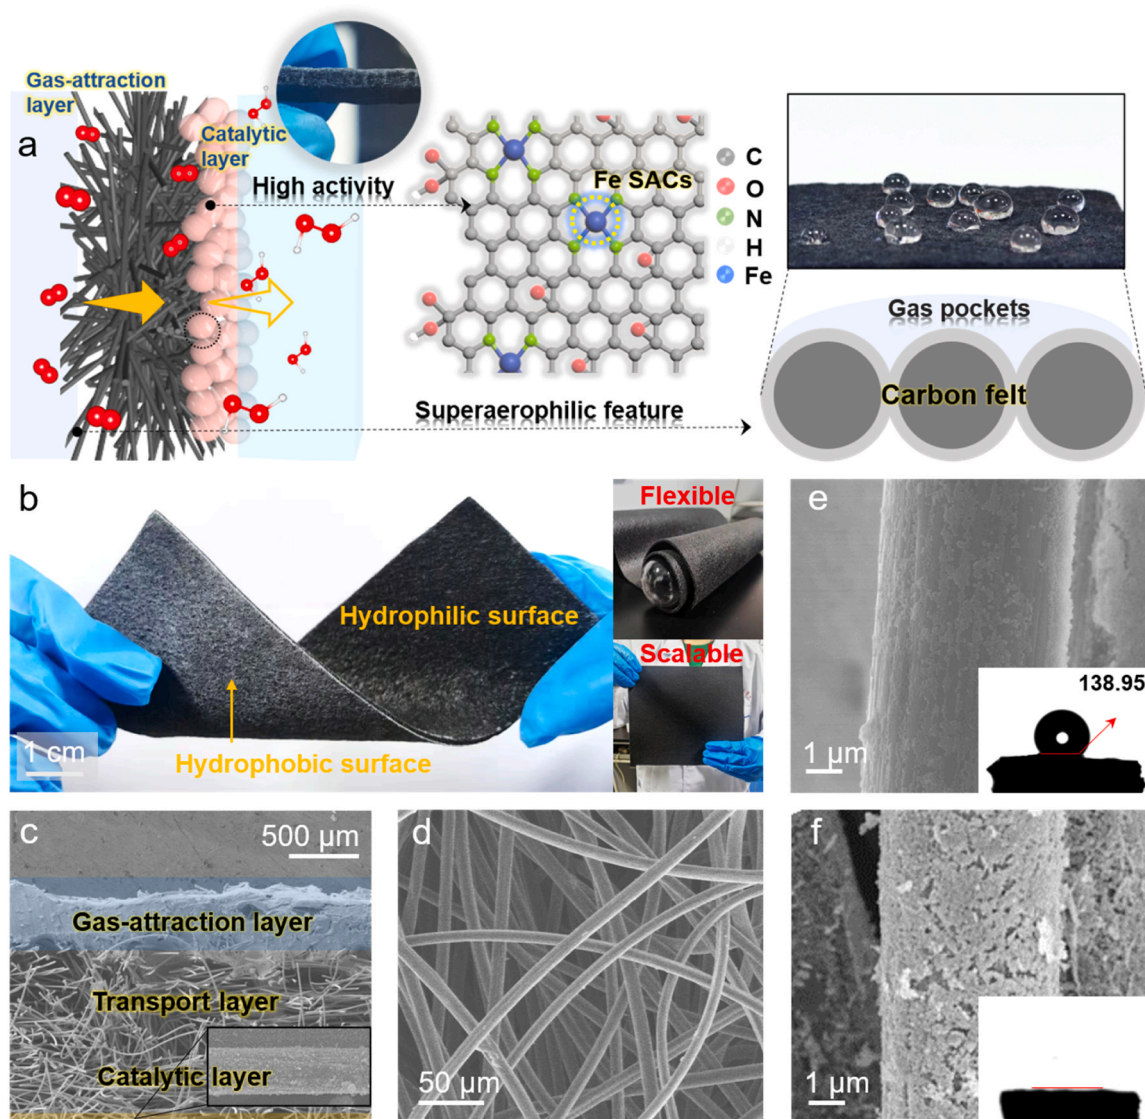 a
Gas-attraction
layer
Catalytic
layer
High activity
Fe SACs
C
O
N
H
Fe
Gas pockets
Carbon felt
Superaerophilic feature
b
Hydrophilic surface
Hydrophobic surface
1 cm
Flexible
Scalable
e
138.95
1 μm
c
500 μm
Gas-attraction layer
Transport layer
Catalytic layer
d
50 μm
f
1 μm